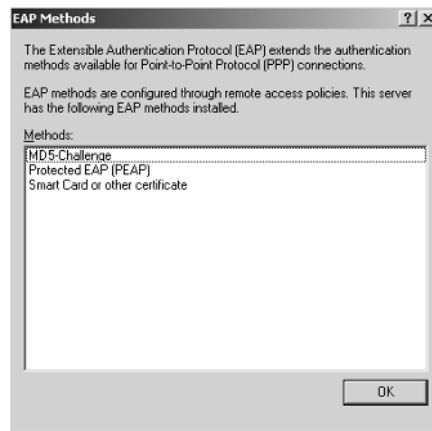 EAP Methods
The Extensible Authentication Protocol (EAP) extends the authentication
methods available for Point-to-Point Protocol (PPP) connections.
EAP methods are configured through remote access policies. This server
has the following EAP methods installed.
Methods:
MD5-Challenge
Protected EAP (PEAP)
Smart Card or other certificate
OK